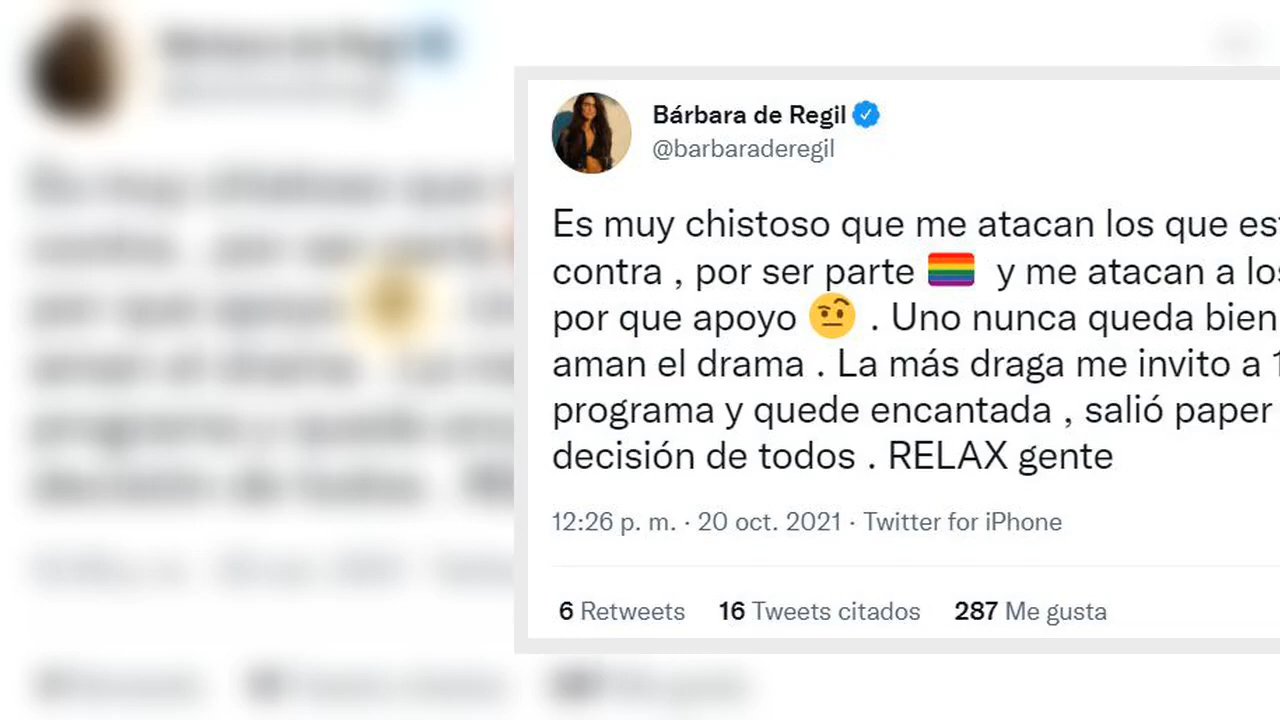 Bárbara de Regil
@barbaraderegil
Es muy chistoso que me atacan los que
contra , por ser parte 🏳️‍🌈 y me atacan a
por que apoyo 🤨 . Uno nunca queda bien
aman el drama . La más draga me invito a
programa y quede encantada , salió paper
decisión de todos . RELAX gente
12:26 p. m. · 20 oct. 2021 · Twitter for iPhone
6 Retweets 16 Tweets citados 287 Me gusta